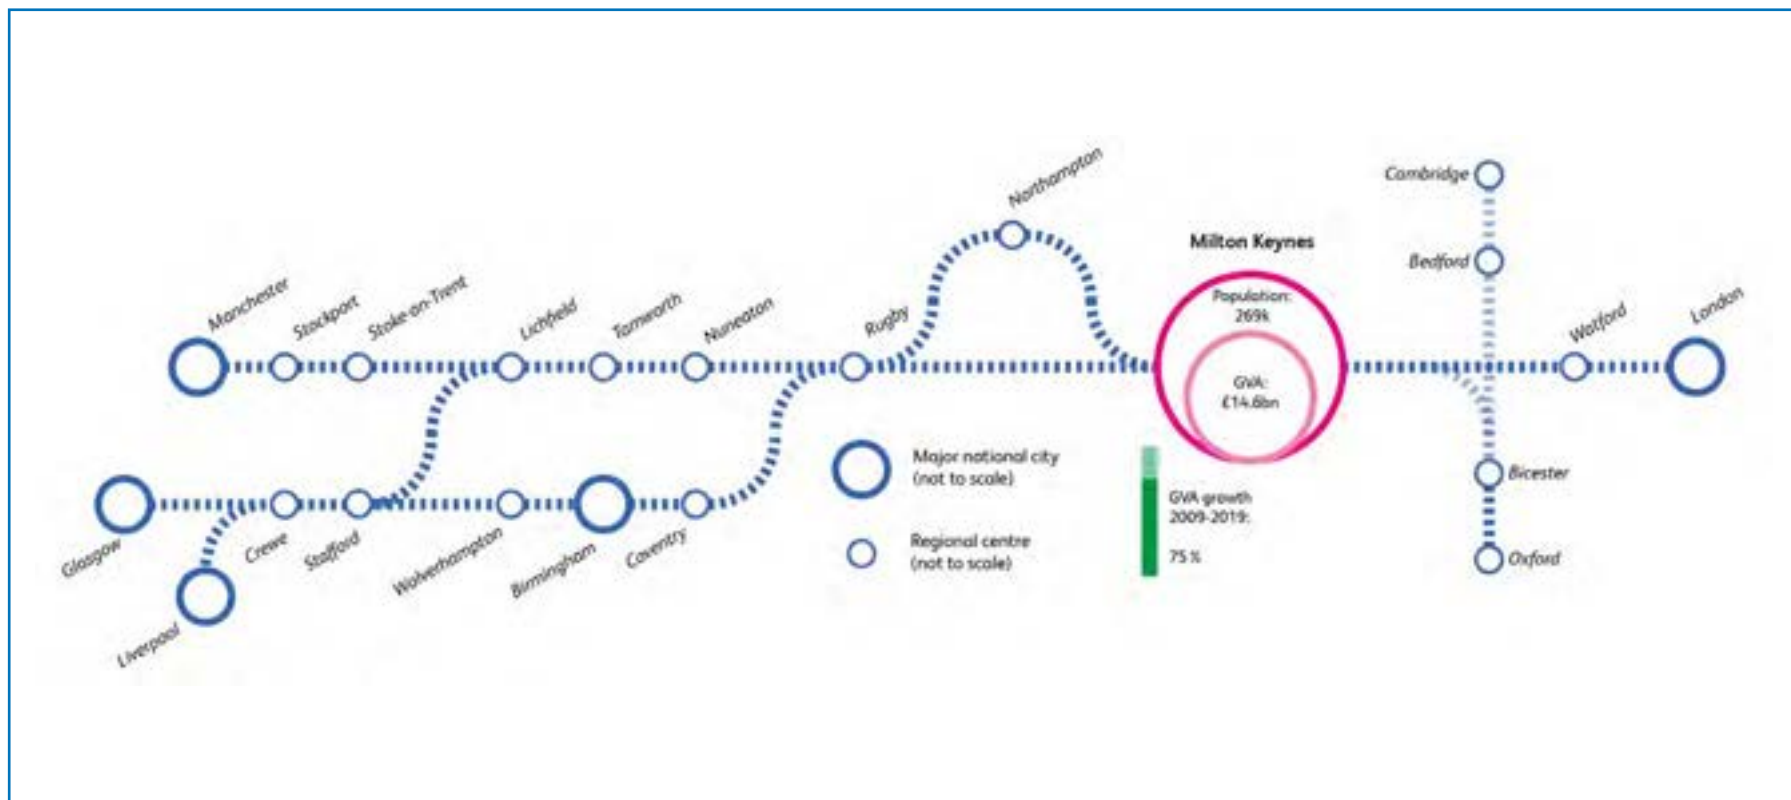 Manchester
Stockport
Stoke-on-Trent
Lichfield
Tamworth
Nuneaton
Rugby
Northampton
Milton Keynes
Population:
269k
GVA:
£14.6bn
Cambridge
Bedford
Watford
London
Bicester
Oxford
Glasgow
Liverpool
Crewe
Stafford
Wolverhampton
Birmingham
Coventry
Major national city
(not to scale)
Regional centre
(not to scale)
GVA growth
2009-2019:
75%